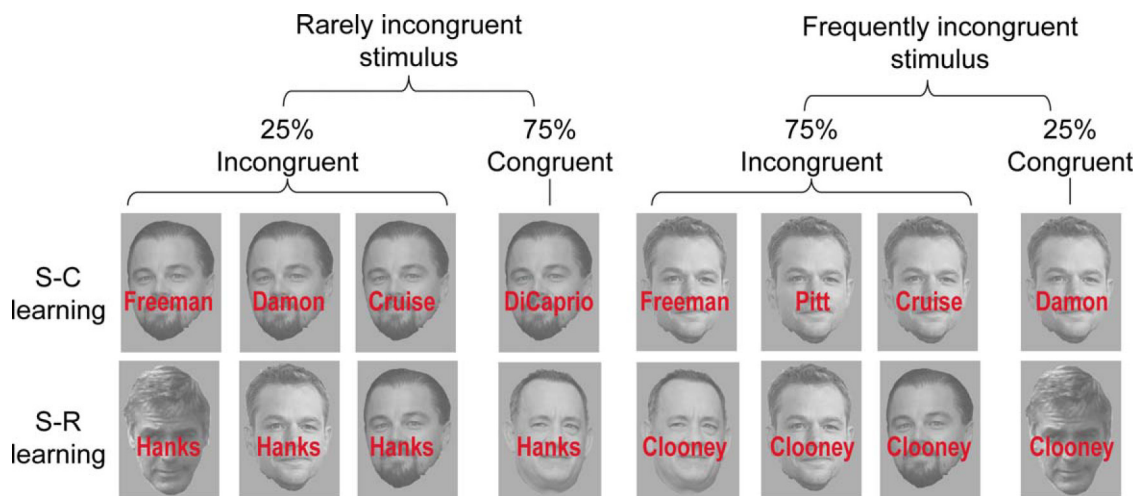 Rarely incongruent
stimulus
Frequently incongruent
stimulus
25%
Incongruent
75%
Congruent
75%
Incongruent
25%
Congruent
S-C
learning
Freeman Damon Cruise DiCaprio Freeman Pitt Cruise Damon
S-R
learning
Hanks Hanks Hanks Hanks Clooney Clooney Clooney Clooney